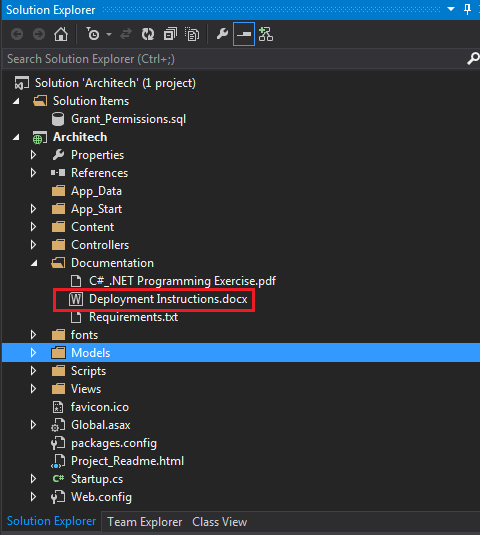 Solution Explorer
Search Solution Explorer (Ctrl+;)
Solution 'Architech' (1 project)
Solution Items
Grant_Permissions.sql
Architech
Properties
References
App_Data
App_Start
Content
Controllers
Documentation
C#_.NET Programming Exercise.pdf
Deployment Instructions.docx
Requirements.txt
fonts
Models
Scripts
Views
favicon.ico
Global.asax
packages.config
Project_Readme.html
C# Startup.cs
Web.config
Solution Explorer Team Explorer Class View